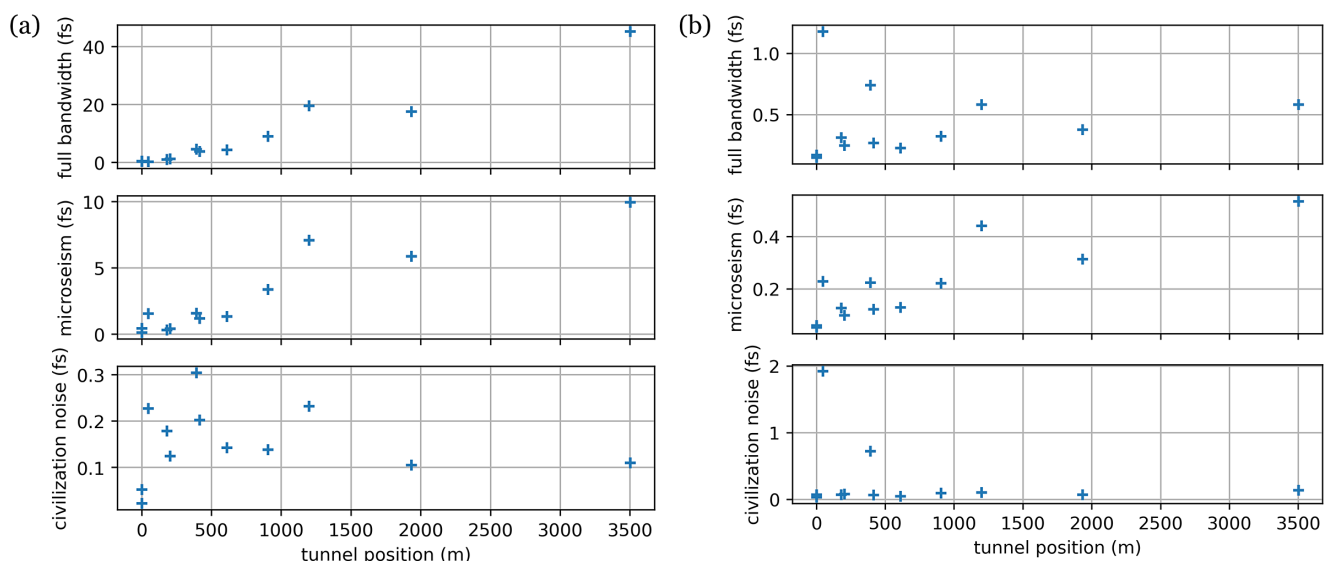 (a)
full bandwidth (fs)
40
20
0
microseism (fs)
10
5
0
civilization noise (fs)
0.3
0.2
0.1
0 500 1000 1500 2000 2500 3000 3500
tunnel position (m)
(b)
full bandwidth (fs)
1.0
0.5
microseism (fs)
0.4
0.2
civilization noise (fs)
2
1
0
0 500 1000 1500 2000 2500 3000 3500
tunnel position (m)